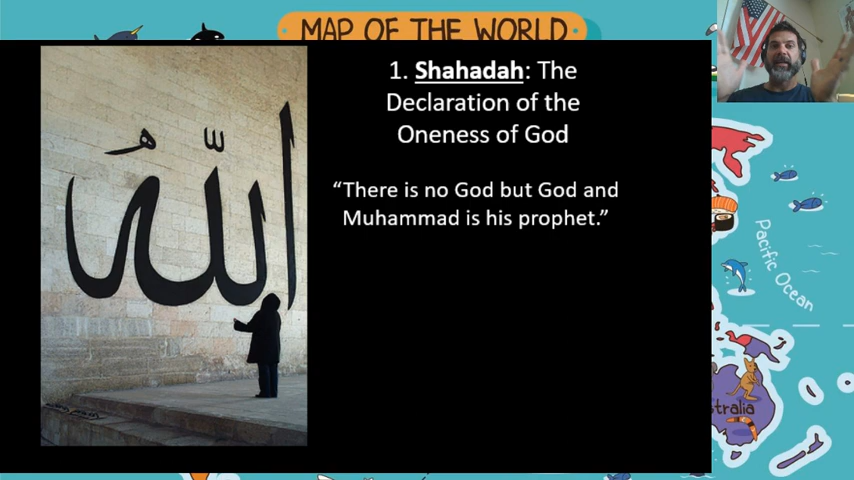 MAP OF THE WORLD
1. Shahadah: The
Declaration of the
Oneness of God
“There is no God but God and
Muhammad is his prophet.”
الله
Pacific Ocean
tralia